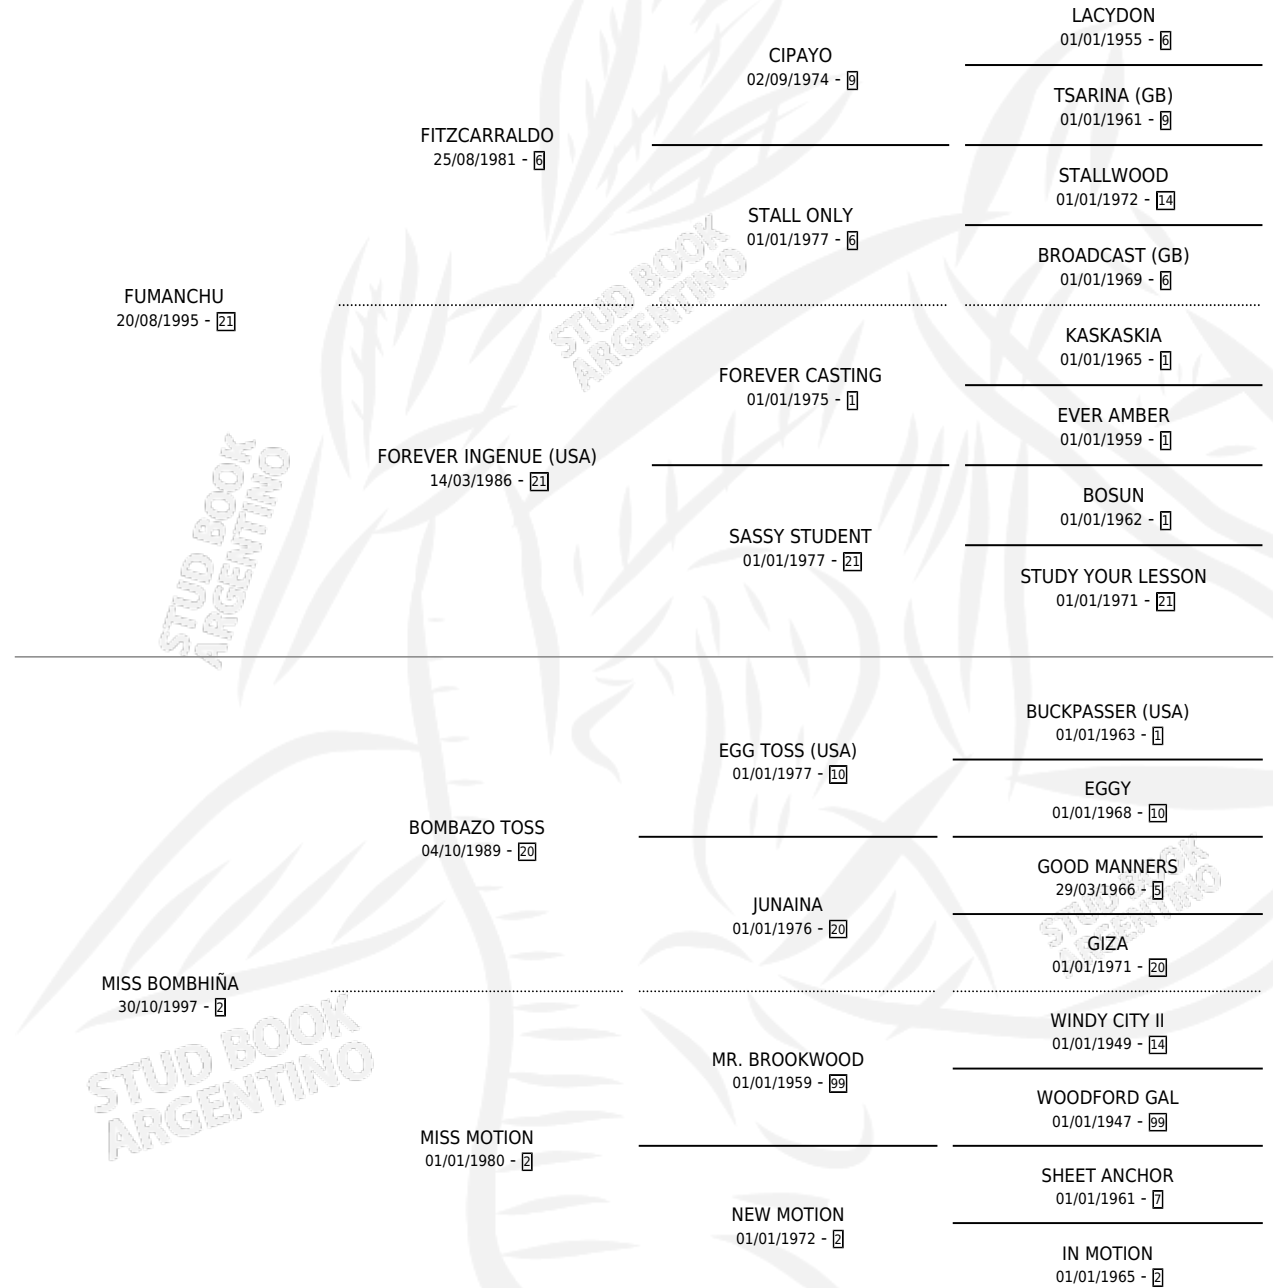 LACYDON
01/01/1955 - 6
CIPAYO
02/09/1974 - 9
TSARINA (GB)
01/01/1961 - 9
FITZCARRALDO
25/08/1981 - 6
STALLWOOD
01/01/1972 - 14
STALL ONLY
01/01/1977 - 6
BROADCAST (GB)
01/01/1969 - 6
FUMANCHU
20/08/1995 - 21
KASKASKIA
01/01/1965 - 1
FOREVER CASTING
01/01/1975 - 1
EVER AMBER
01/01/1959 - 1
FOREVER INGENUE (USA)
14/03/1986 - 21
BOSUN
01/01/1962 - 1
SASSY STUDENT
01/01/1977 - 21
STUDY YOUR LESSON
01/01/1971 - 21
STUD BOOK
ARGENTINO
STUD BOOK
ARGENTINO
BUCKPASSER (USA)
01/01/1963 - 1
EGG TOSS (USA)
01/01/1977 - 10
EGGY
01/01/1968 - 10
BOMBAZO TOSS
04/10/1989 - 20
GOOD MANNERS
29/03/1966 - 5
JUNAINA
01/01/1976 - 20
GIZA
01/01/1971 - 20
MISS BOMBHIÑA
30/10/1997 - 2
WINDY CITY II
01/01/1949 - 14
MR. BROOKWOOD
01/01/1959 - 99
WOODFORD GAL
01/01/1947 - 99
MISS MOTION
01/01/1980 - 2
SHEET ANCHOR
01/01/1961 - 7
NEW MOTION
01/01/1972 - 2
IN MOTION
01/01/1965 - 2
STUD BOOK
ARGENTINO
STUD BOOK
ARGENTINO